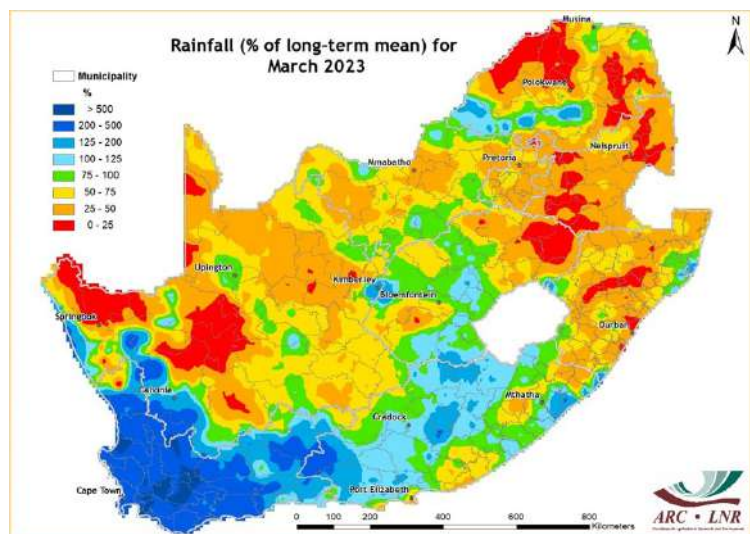 Rainfall (% of long-term mean) for
March 2023
N
Municipality
%
> 500
200 - 500
125 - 200
100 - 125
75 - 100
50 - 75
25 - 50
0 - 25
Musina
Polokwane
Nelspruit
Pretoria
Mmabatho
Upington
Kimberley
Bloemfontein
Springbok
Durban
Calvinia
Mthatha
Cradock
Cape Town
Port Elizabeth
0 100 200 400 600 800
Kilometers
ARC • LNR